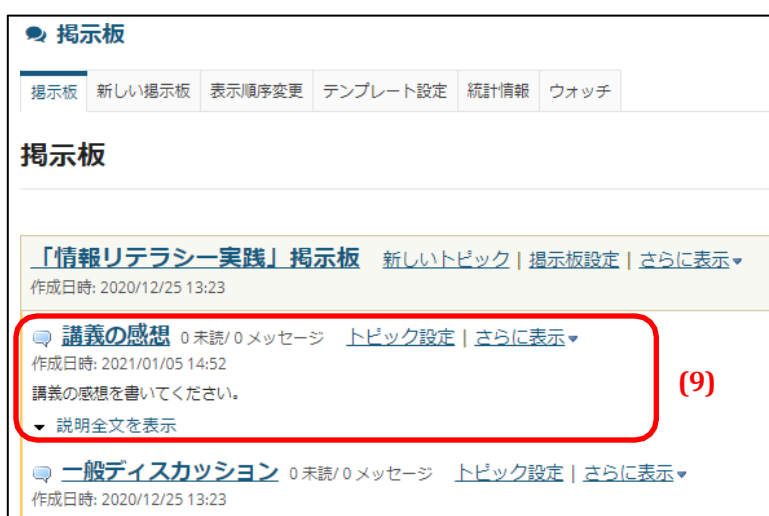 掲示板
掲示板 新しい掲示板 表示順序変更 テンプレート設定 統計情報 ウォッチ
掲示板
「情報リテラシー実践」掲示板 新しいトピック | 掲示板設定 | さらに表示
作成日時: 2020/12/25 13:23
講義の感想 0 未読/ 0 メッセージ トピック設定 | さらに表示
作成日時: 2021/01/05 14:52
講義の感想を書いてください。
(9)
説明全文を表示
一般ディスカッション 0 未読/ 0 メッセージ トピック設定 | さらに表示
作成日時: 2020/12/25 13:23